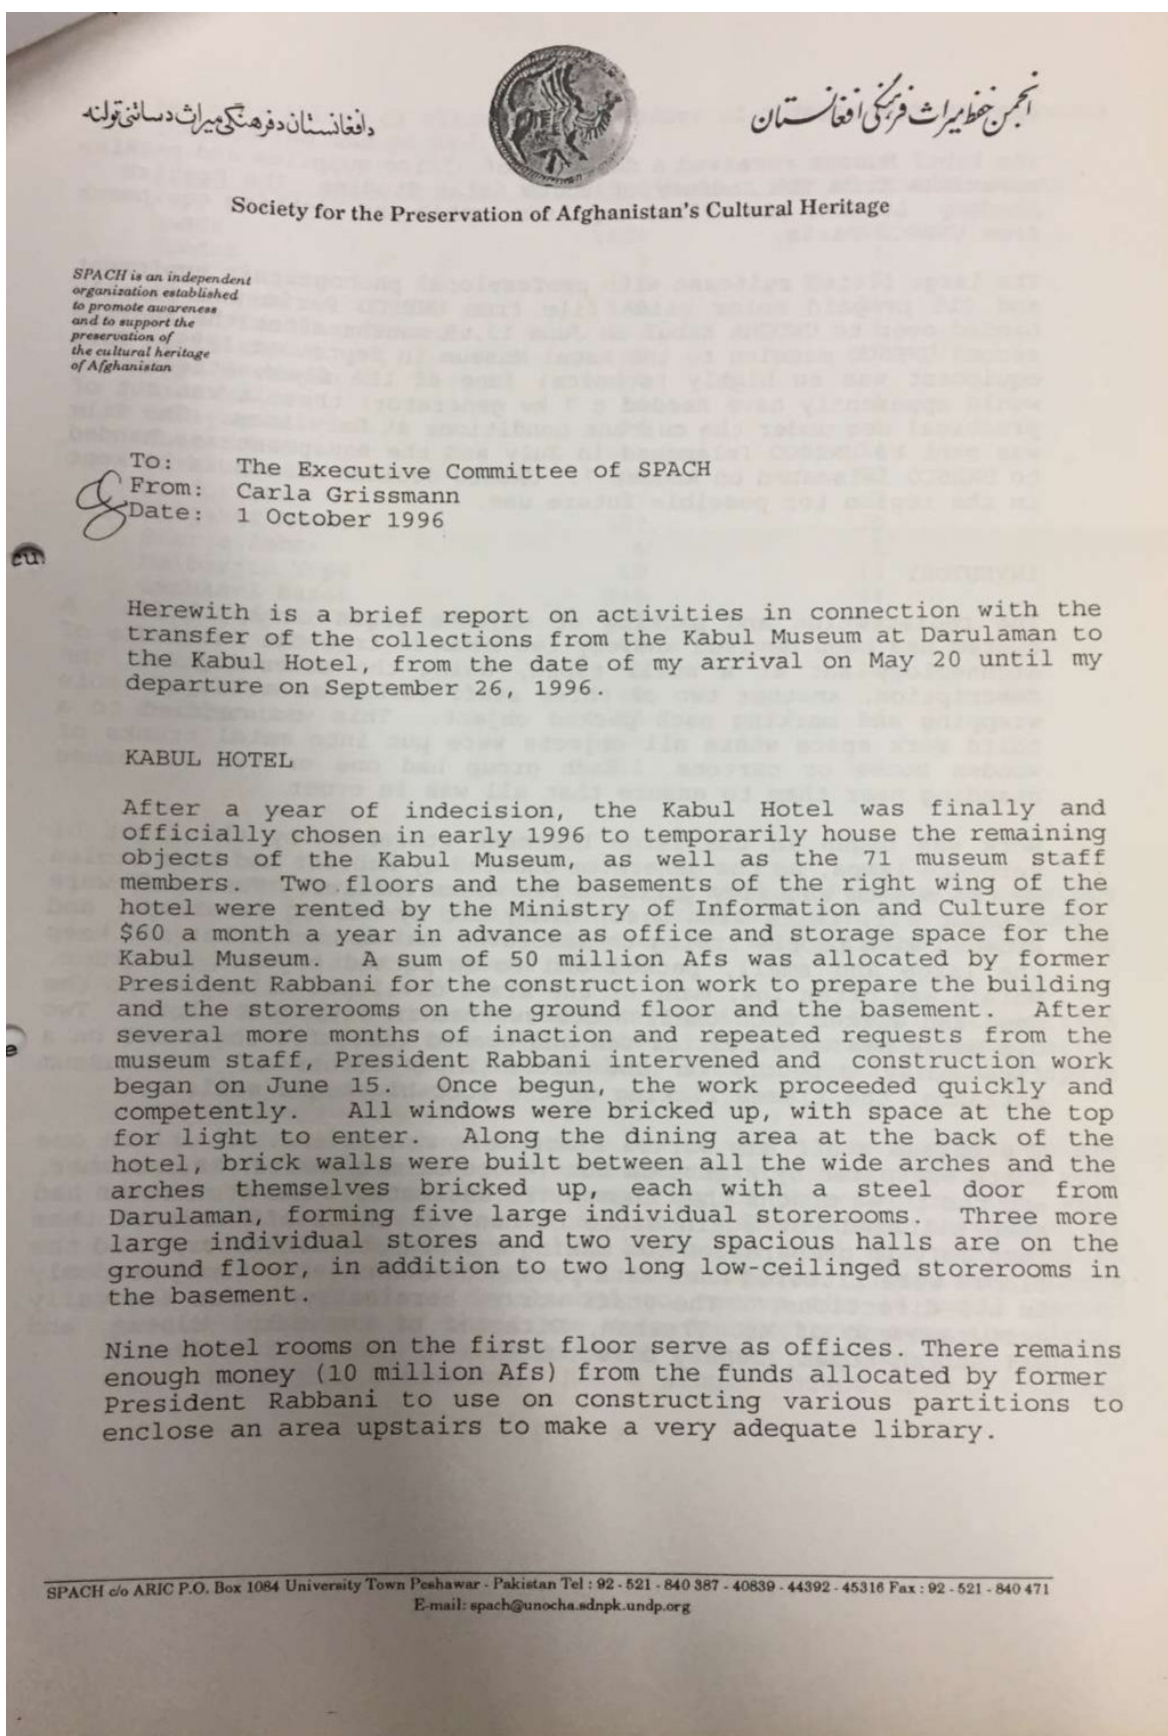 دافغانستان دفرهنگی میراث دساتنی ټولنه
انجمن حفظ میراث فرهنگی افغانستان
Society for the Preservation of Afghanistan's Cultural Heritage
SPACH is an independent
organization established
to promote awareness
and to support the
preservation of
the cultural heritage
of Afghanistan
To: The Executive Committee of SPACH
From: Carla Grissmann
Date: 1 October 1996
Herewith is a brief report on activities in connection with the
transfer of the collections from the Kabul Museum at Darulaman to
the Kabul Hotel, from the date of my arrival on May 20 until my
departure on September 26, 1996.
KABUL HOTEL
After a year of indecision, the Kabul Hotel was finally and
officially chosen in early 1996 to temporarily house the remaining
objects of the Kabul Museum, as well as the 71 museum staff
members. Two floors and the basements of the right wing of the
hotel were rented by the Ministry of Information and Culture for
$60 a month a year in advance as office and storage space for the
Kabul Museum. A sum of 50 million Afs was allocated by former
President Rabbani for the construction work to prepare the building
and the storerooms on the ground floor and the basement. After
several more months of inaction and repeated requests from the
museum staff, President Rabbani intervened and construction work
began on June 15. Once begun, the work proceeded quickly and
competently. All windows were bricked up, with space at the top
for light to enter. Along the dining area at the back of the
hotel, brick walls were built between all the wide arches and the
arches themselves bricked up, each with a steel door from
Darulaman, forming five large individual storerooms. Three more
large individual stores and two very spacious halls are on the
ground floor, in addition to two long low-ceilinged storerooms in
the basement.
Nine hotel rooms on the first floor serve as offices. There remains
enough money (10 million Afs) from the funds allocated by former
President Rabbani to use on constructing various partitions to
enclose an area upstairs to make a very adequate library.
SPACH c/o ARIC P.O. Box 1084 University Town Peshawar - Pakistan Tel : 92 - 521 - 840 387 - 40839 - 44392 - 45316 Fax : 92 - 521 - 840 471
E-mail: spach@unocha.sdnpk.undp.org